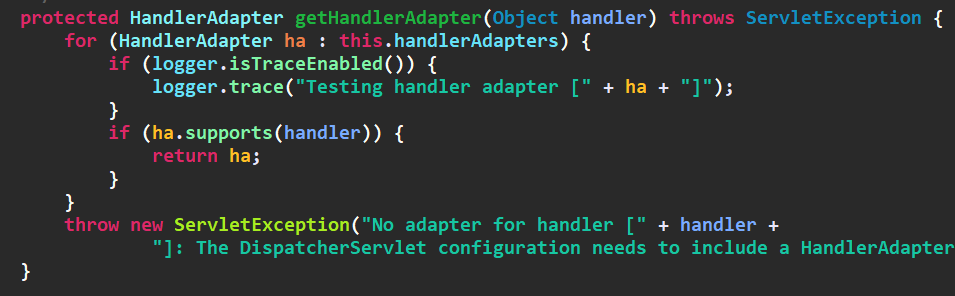 protected HandlerAdapter getHandlerAdapter(Object handler) throws ServletException {
for (HandlerAdapter ha : this.handlerAdapters) {
if (logger.isTraceEnabled()) {
logger.trace("Testing handler adapter [" + ha + "]");
}
if (ha.supports(handler)) {
return ha;
}
}
throw new ServletException("No adapter for handler [" + handler +
"]: The DispatcherServlet configuration needs to include a HandlerAdapter
}